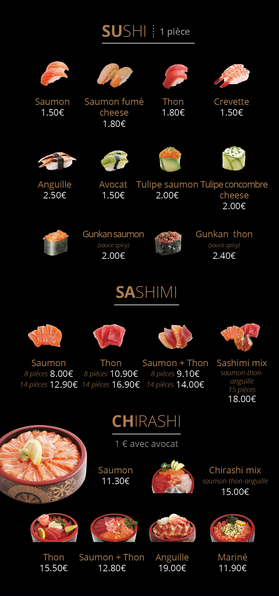 SUSHI 1 pièce
Saumon Saumon fumé Thon Crevette
1.50€ cheese 1.80€ 1.50€
1.80€
Anguille Avocat Tulipe saumon Tulipe concombre
2.50€ 1.50€ 2.00€ cheese
2.00€
Gunkan saumon Gunkan thon
(sauce spicy) (sauce spicy)
2.00€ 2.40€
SASHIMI
Saumon Thon Saumon + Thon Sashimi mix
8 pièces 8.00€ 8 pièces 10.90€ 8 pièces 9.10€ saumon-thon-
14 pièces 12.90€ 14 pièces 16.90€ 14 pièces 14.00€ anguille
15 pièces
18.00€
CHIRASHI
1 € avec avocat
Saumon Chirashi mix
11.30€ saumon-thon-anguille
15.00€
Thon Saumon + Thon Anguille Mariné
15.50€ 12.80€ 19.00€ 11.90€